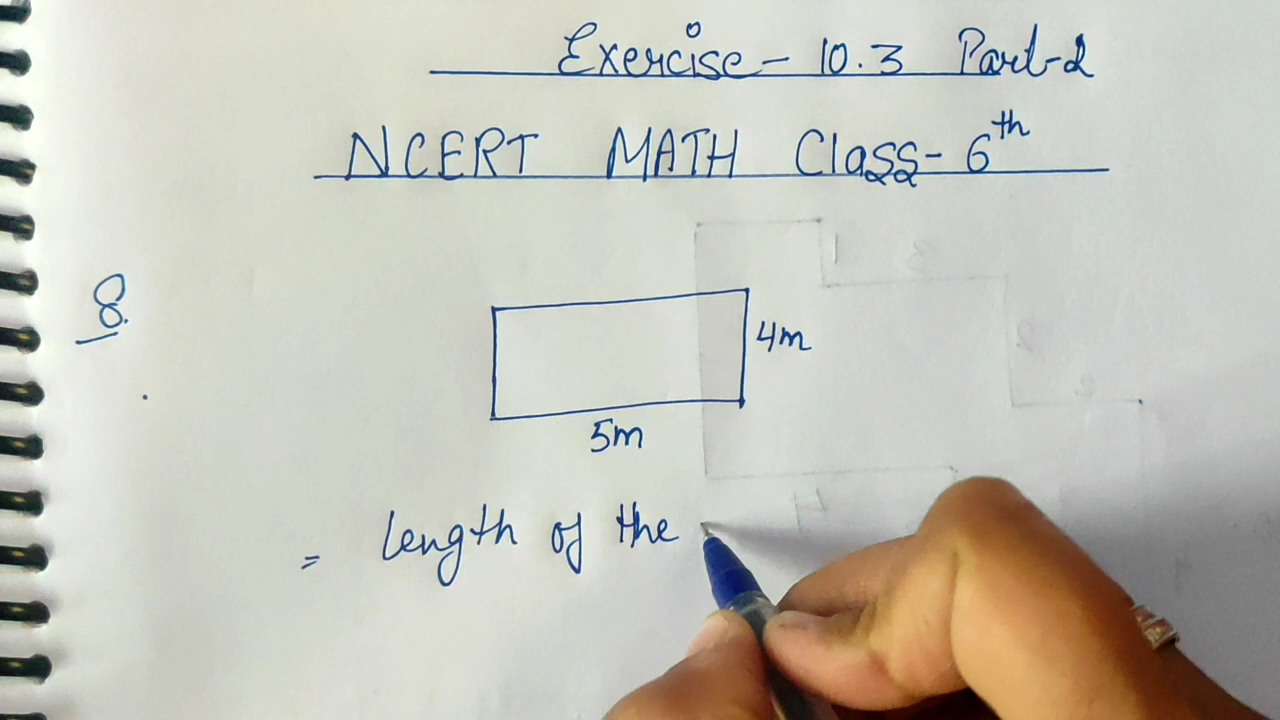 Exercise - 10.3 Part-2
NCERT MATH Class- 6th
8.
4m
5m
= length of the